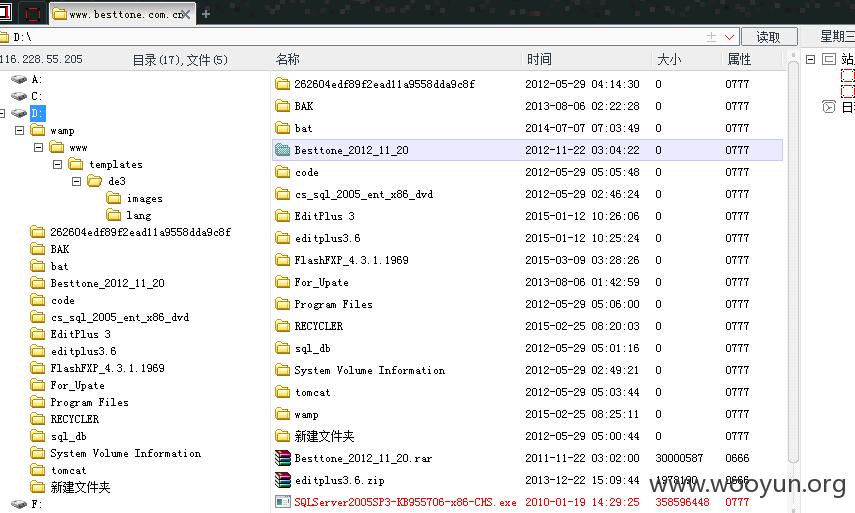 www.besttone.com.cn
D:\
读取
星期三
116.228.55.205
目录(17),文件(5)
名称
时间
大小
属性
站
日
A:
C:
D:
wamp
www
templates
de3
images
lang
262604edf89f2ead11a9558dda9c8f
BAK
bat
Besttone_2012_11_20
code
cs_sql_2005_ent_x86_dvd
EditPlus 3
editplus3.6
FlashFXP_4.3.1.1969
For_Upate
Program Files
RECYCLER
sql_db
System Volume Information
tomcat
新建文件夹
F:
262604edf89f2ead11a9558dda9c8f 2012-05-29 04:14:30 0 0777
BAK 2013-08-06 02:22:28 0 0777
bat 2014-07-07 07:03:49 0 0777
Besttone_2012_11_20 2012-11-22 03:04:22 0 0777
code 2012-05-29 05:05:48 0 0777
cs_sql_2005_ent_x86_dvd 2012-05-29 02:46:24 0 0777
EditPlus 3 2015-01-12 10:26:06 0 0777
editplus3.6 2015-01-12 10:25:24 0 0777
FlashFXP_4.3.1.1969 2015-03-09 03:28:26 0 0777
For_Upate 2013-08-06 01:42:59 0 0777
Program Files 2012-05-29 05:06:00 0 0777
RECYCLER 2015-02-25 08:20:03 0 0777
sql_db 2012-05-29 05:01:16 0 0777
System Volume Information 2012-05-29 02:49:21 0 0777
tomcat 2012-05-29 05:03:44 0 0777
wamp 2015-02-25 08:25:11 0 0777
新建文件夹 2012-05-29 05:00:44 0 0777
Besttone_2012_11_20.rar 2011-11-22 03:02:00 30000587 0666
editplus3.6.zip 2013-12-22 15:09:44 1978190 0666
SQLServer2005SP3-KB955706-x86-CHS.exe 2010-01-19 14:29:25 358596448 0777
www.wooyun.org